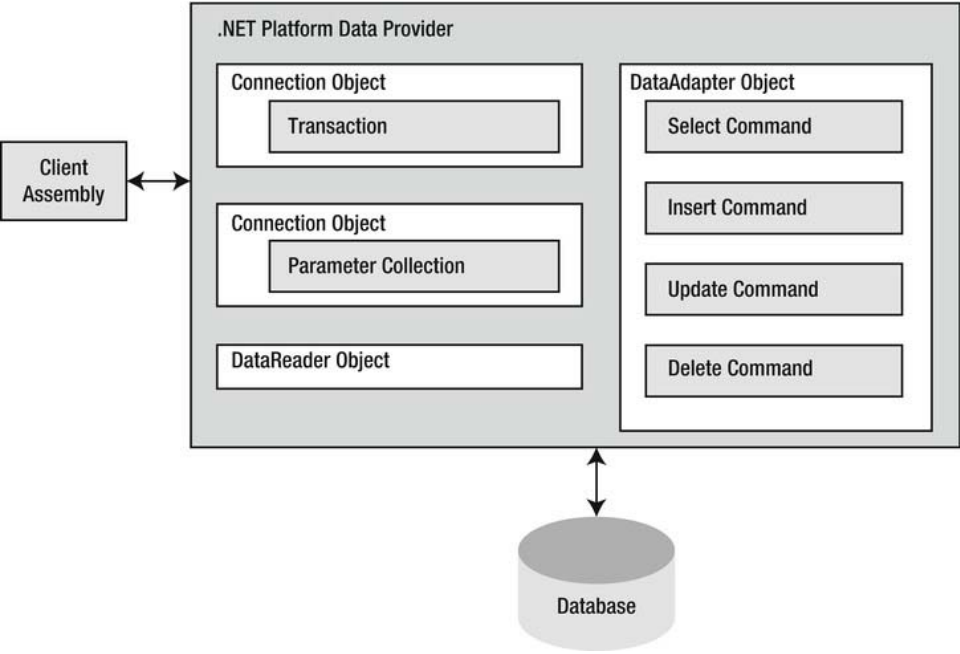 .NET Platform Data Provider
Connection Object
Transaction
Client
Assembly
Connection Object
Parameter Collection
DataReader Object
DataAdapter Object
Select Command
Insert Command
Update Command
Delete Command
Database